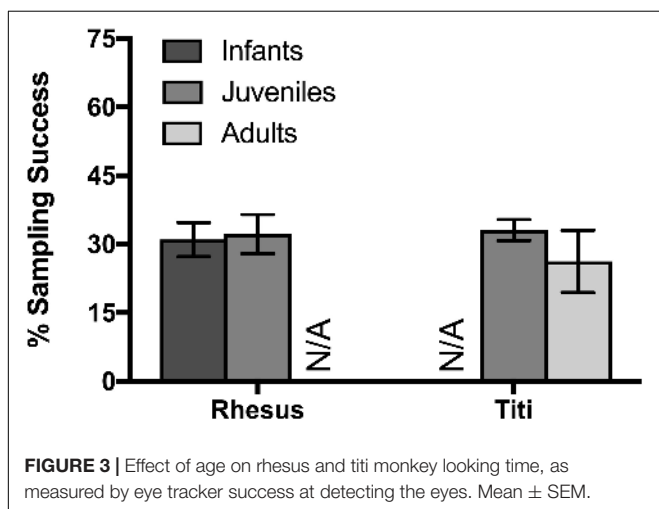 75
60
45
30
15
0
% Sampling Success
Infants
Juveniles
Adults
N/A
N/A
Rhesus
Titi
FIGURE 3 | Effect of age on rhesus and titi monkey looking time, as
measured by eye tracker success at detecting the eyes. Mean ± SEM.